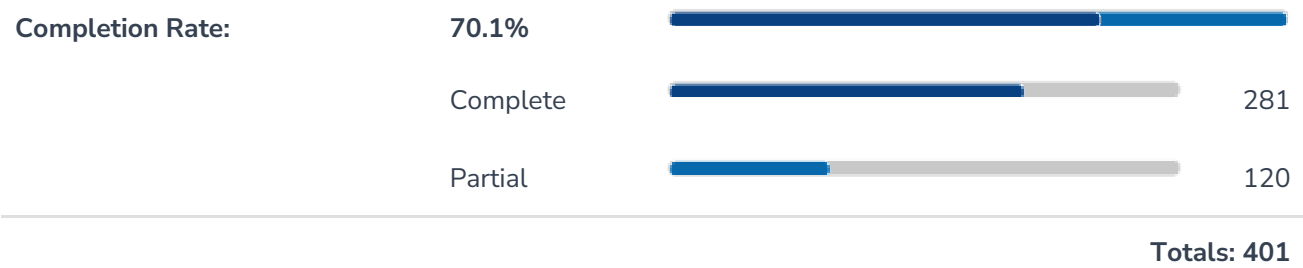 Completion Rate: 70.1%
Complete 281
Partial 120
Totals: 401